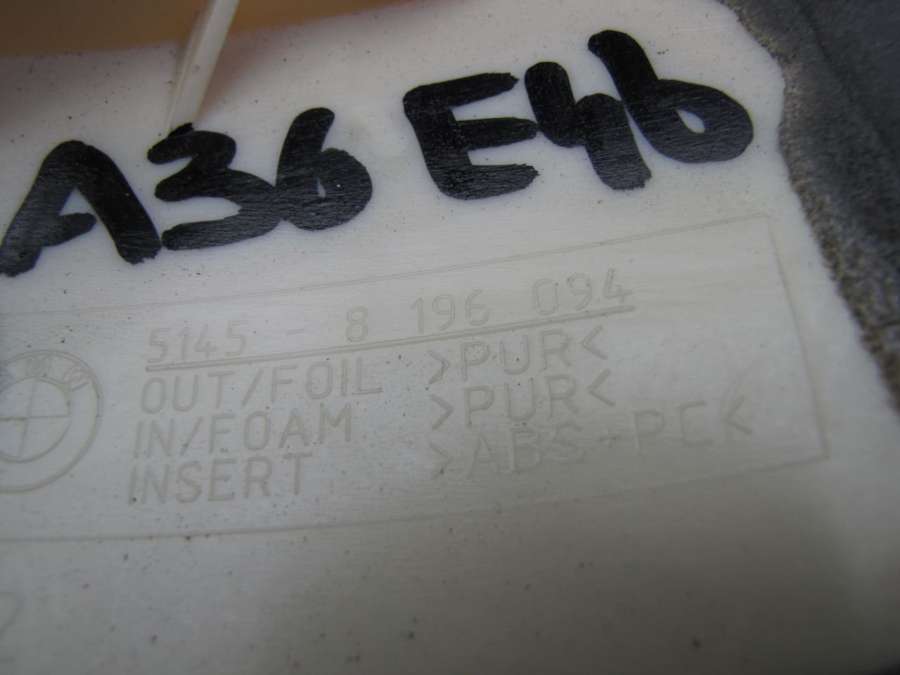 A36 E46
5145 - 8 196 094
OUT/FOIL >PUR<
IN/FOAM >PUR<
INSERT >ABS+PC<